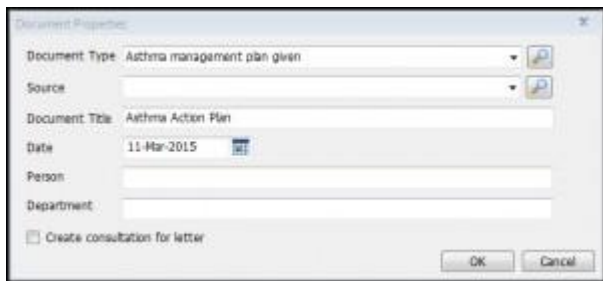 Document Properties
Document Type Asthma management plan given
Source
Document Title Asthma Action Plan
Date 11-Mar-2015
Person
Department
Create consultation for letter
OK Cancel